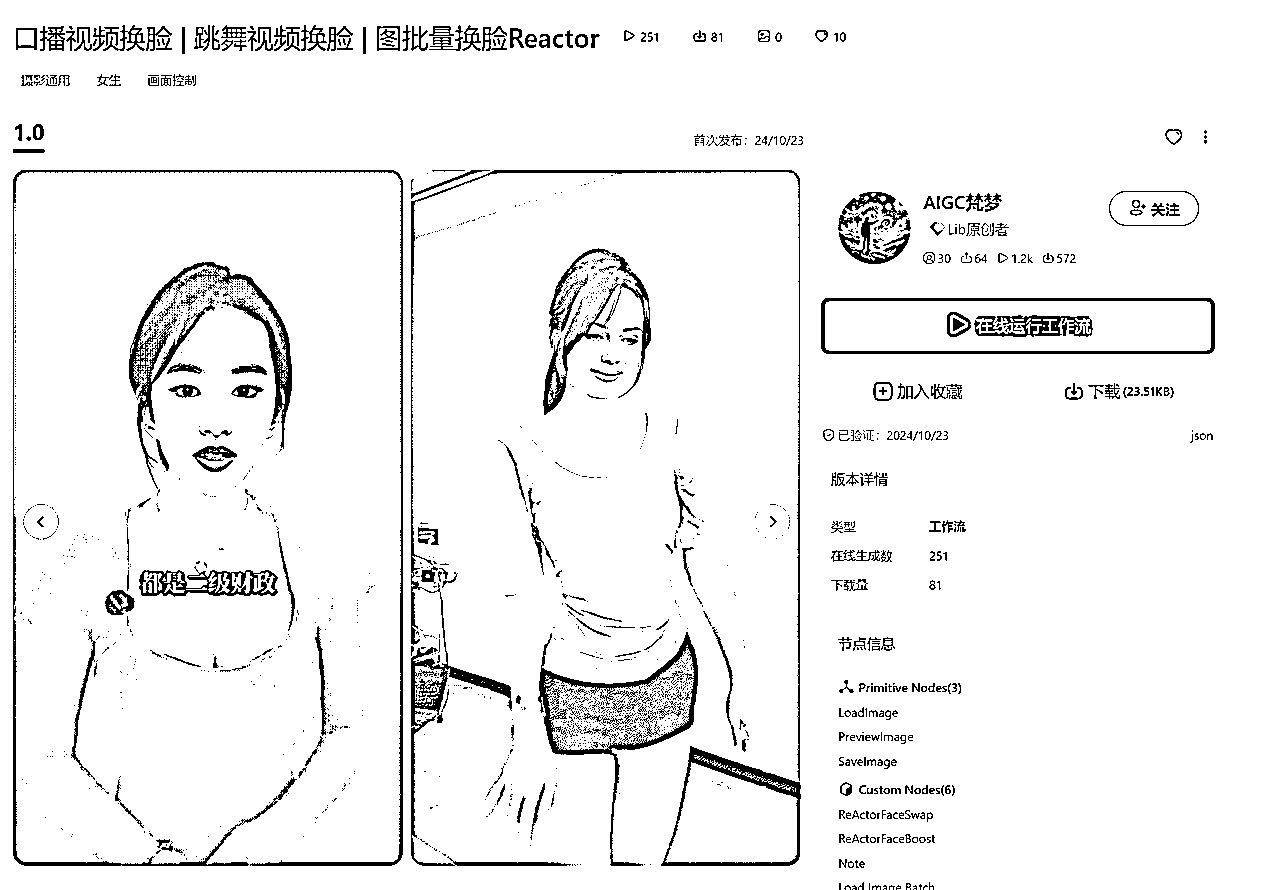 口播视频换脸 | 跳舞视频换脸 | 图批量换脸Reactor 251 81 0 10
摄影通用 女生 画面控制
1.0
首次发布：24/10/23
都是二级财政
AIGC梵梦
Lib原创者
30 64 1.2k 572
关注
在线运行工作流
加入收藏 下载 (23.51KB)
已验证：2024/10/23 json
版本详情
类型 工作流
在线生成数 251
下载量 81
节点信息
Primitive Nodes(3)
LoadImage
PreviewImage
SaveImage
Custom Nodes(6)
ReActorFaceSwap
ReActorFaceBoost
Note
Load Image Batch